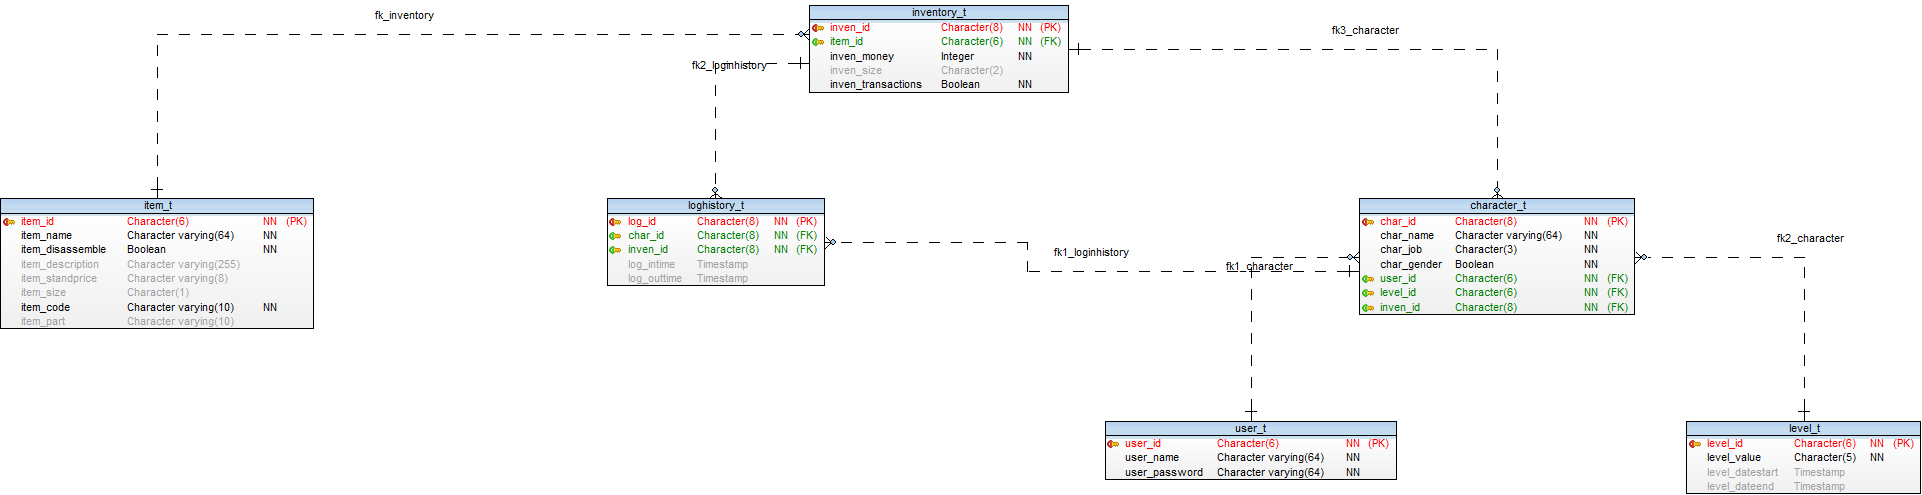 fk_inventory
inventory_t
inven_id Character(8) NN (PK)
item_id Character(6) NN (FK)
inven_money Integer NN
inven_size Character(2)
inven_transactions Boolean NN
fk3_character
fk2_loginhistory
item_t
item_id Character(6) NN (PK)
item_name Character varying(64) NN
item_disassemble Boolean NN
item_description Character varying(255)
item_standprice Character varying(8)
item_size Character(1)
item_code Character varying(10) NN
item_part Character varying(10)
loghistory_t
log_id Character(8) NN (PK)
char_id Character(8) NN (FK)
inven_id Character(8) NN (FK)
log_intime Timestamp
log_outtime Timestamp
fk1_loginhistory
fk1_character
character_t
char_id Character(8) NN (PK)
char_name Character varying(64) NN
char_job Character(3) NN
char_gender Boolean NN
user_id Character(6) NN (FK)
level_id Character(6) NN (FK)
inven_id Character(8) NN (FK)
fk2_character
user_t
user_id Character(6) NN (PK)
user_name Character varying(64) NN
user_password Character varying(64) NN
level_t
level_id Character(6) NN (PK)
level_value Character(5) NN
level_datestart Timestamp
level_dateend Timestamp